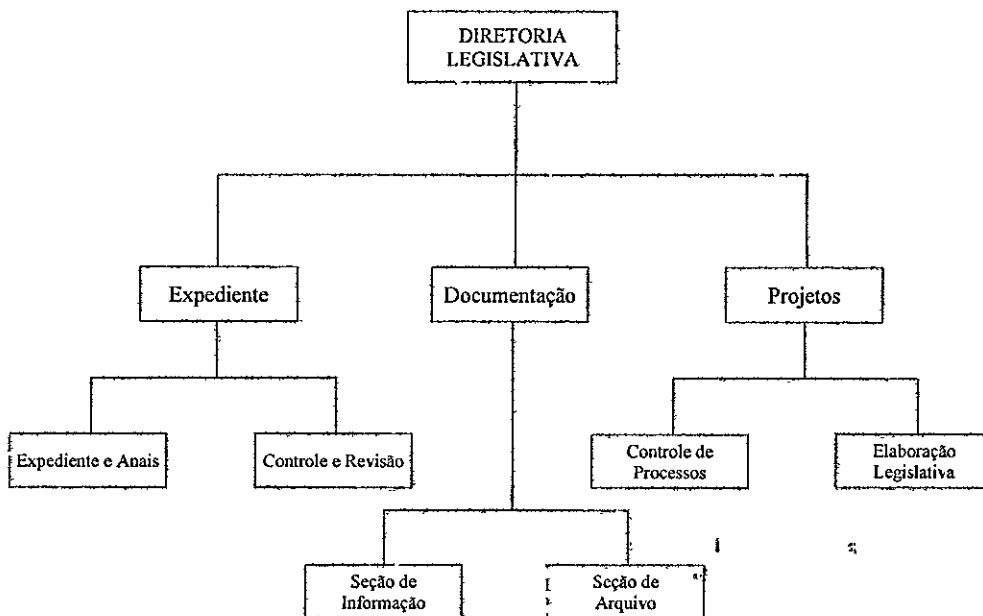 DIRETORIA
LEGISLATIVA
Expediente
Documentação
Projetos
Expediente e Anais
Controle e Revisão
Controle de
Processos
Elaboração
Legislativa
Seção de
Informação
Seção de
Arquivo